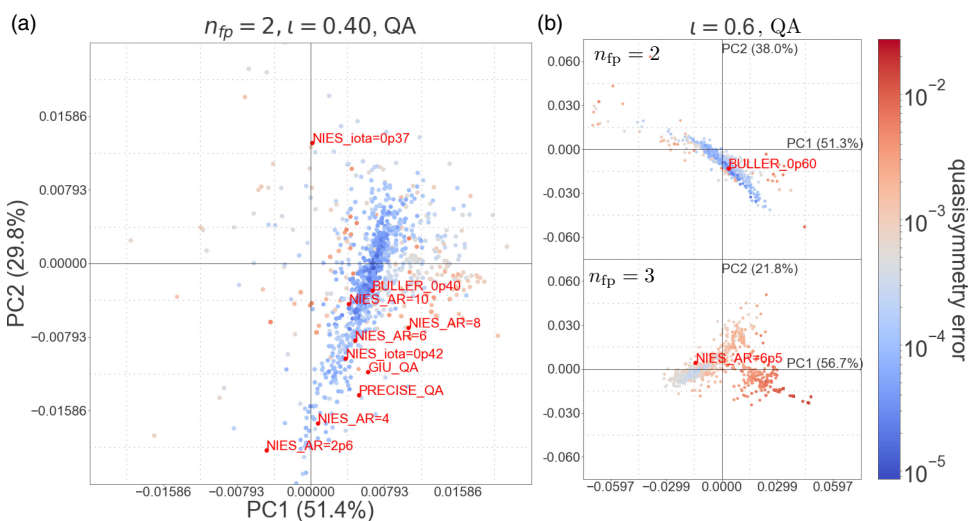 (a)
n_fp = 2, ι = 0.40, QA
PC2 (29.8%)
0.01586
0.00793
0.00000
−0.00793
−0.01586
NIES_iota=0p37
BULLER_0p40
NIES_AR=10
NIES_AR=8
NIES_AR=6
NIES_iota=0p42
GIU_QA
PRECISE_QA
NIES_AR=4
NIES_AR=2p6
−0.01586
−0.00793
0.00000
0.00793
0.01586
PC1 (51.4%)
(b)
ι = 0.6, QA
n_fp = 2
PC2 (38.0%)
0.060
0.030
0.000
-0.030
-0.060
PC1 (51.3%)
BULLER_0p60
n_fp = 3
PC2 (21.8%)
0.060
0.030
0.000
-0.030
-0.060
PC1 (56.7%)
NIES_AR=6p5
−0.0597
−0.0299
0.0000
0.0299
0.0597
10⁻²
10⁻³
10⁻⁴
10⁻⁵
quasisymmetry error